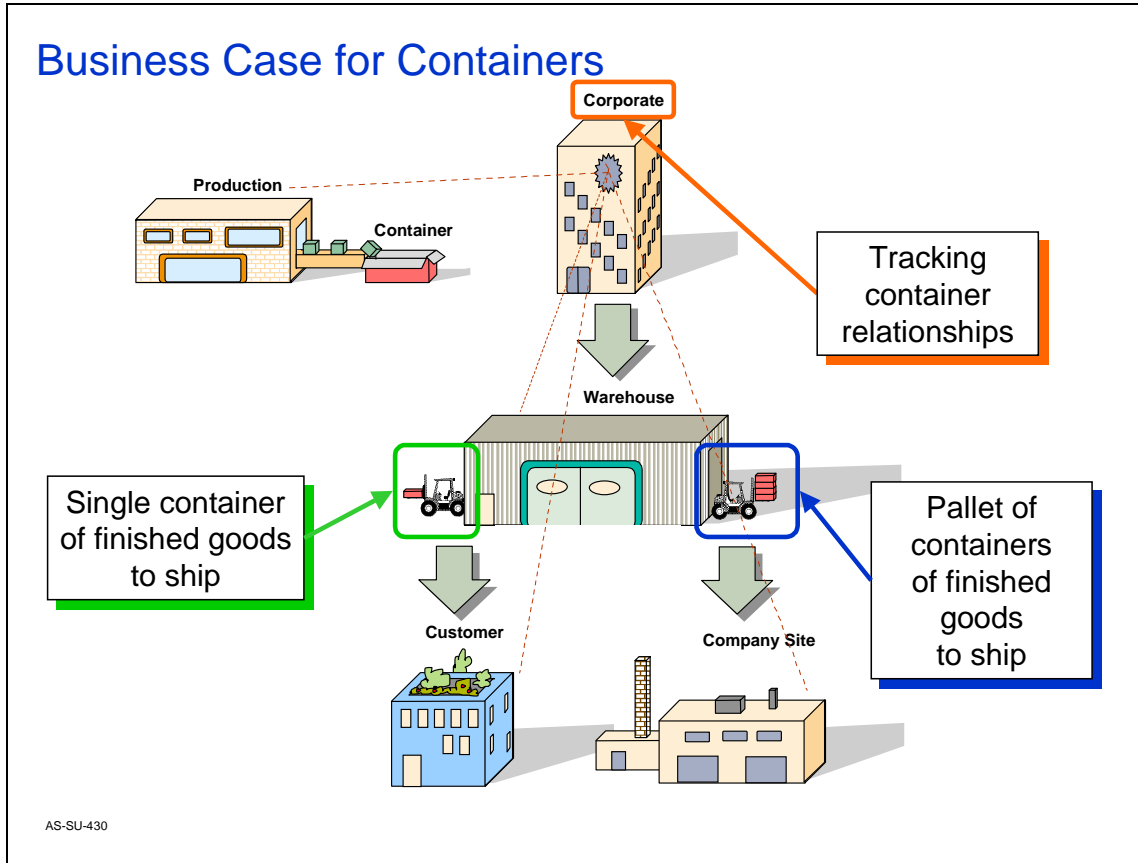 Business Case for Containers
Corporate
Production
Container
Tracking
container
relationships
Warehouse
Single container
of finished goods
to ship
Pallet of
containers
of finished
goods
to ship
Customer
Company Site
AS-SU-430